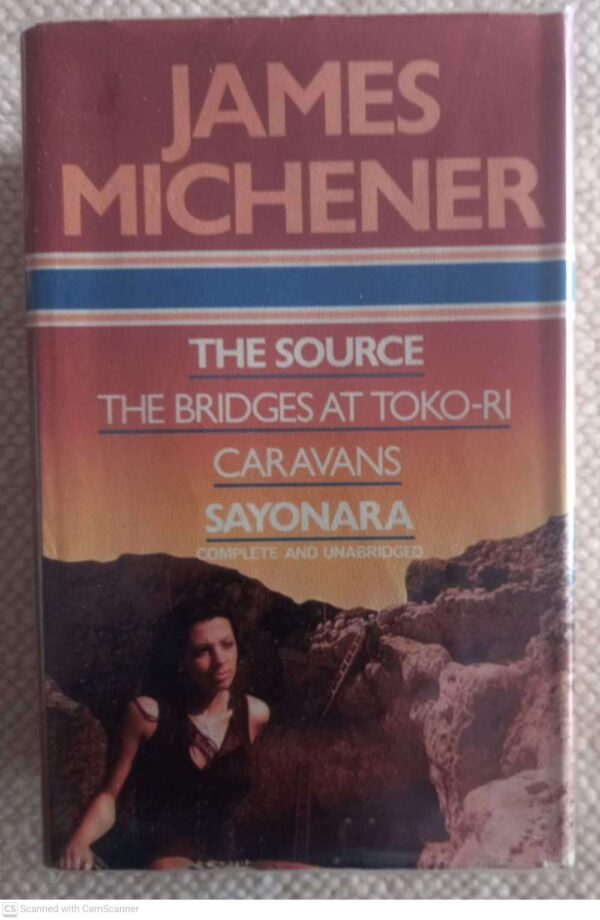 JAMES
MICHENER
THE SOURCE
THE BRIDGES AT TOKO-RI
CARAVANS
SAYONARA
COMPLETE AND UNABRIDGED
CS Scanned with CamScanner